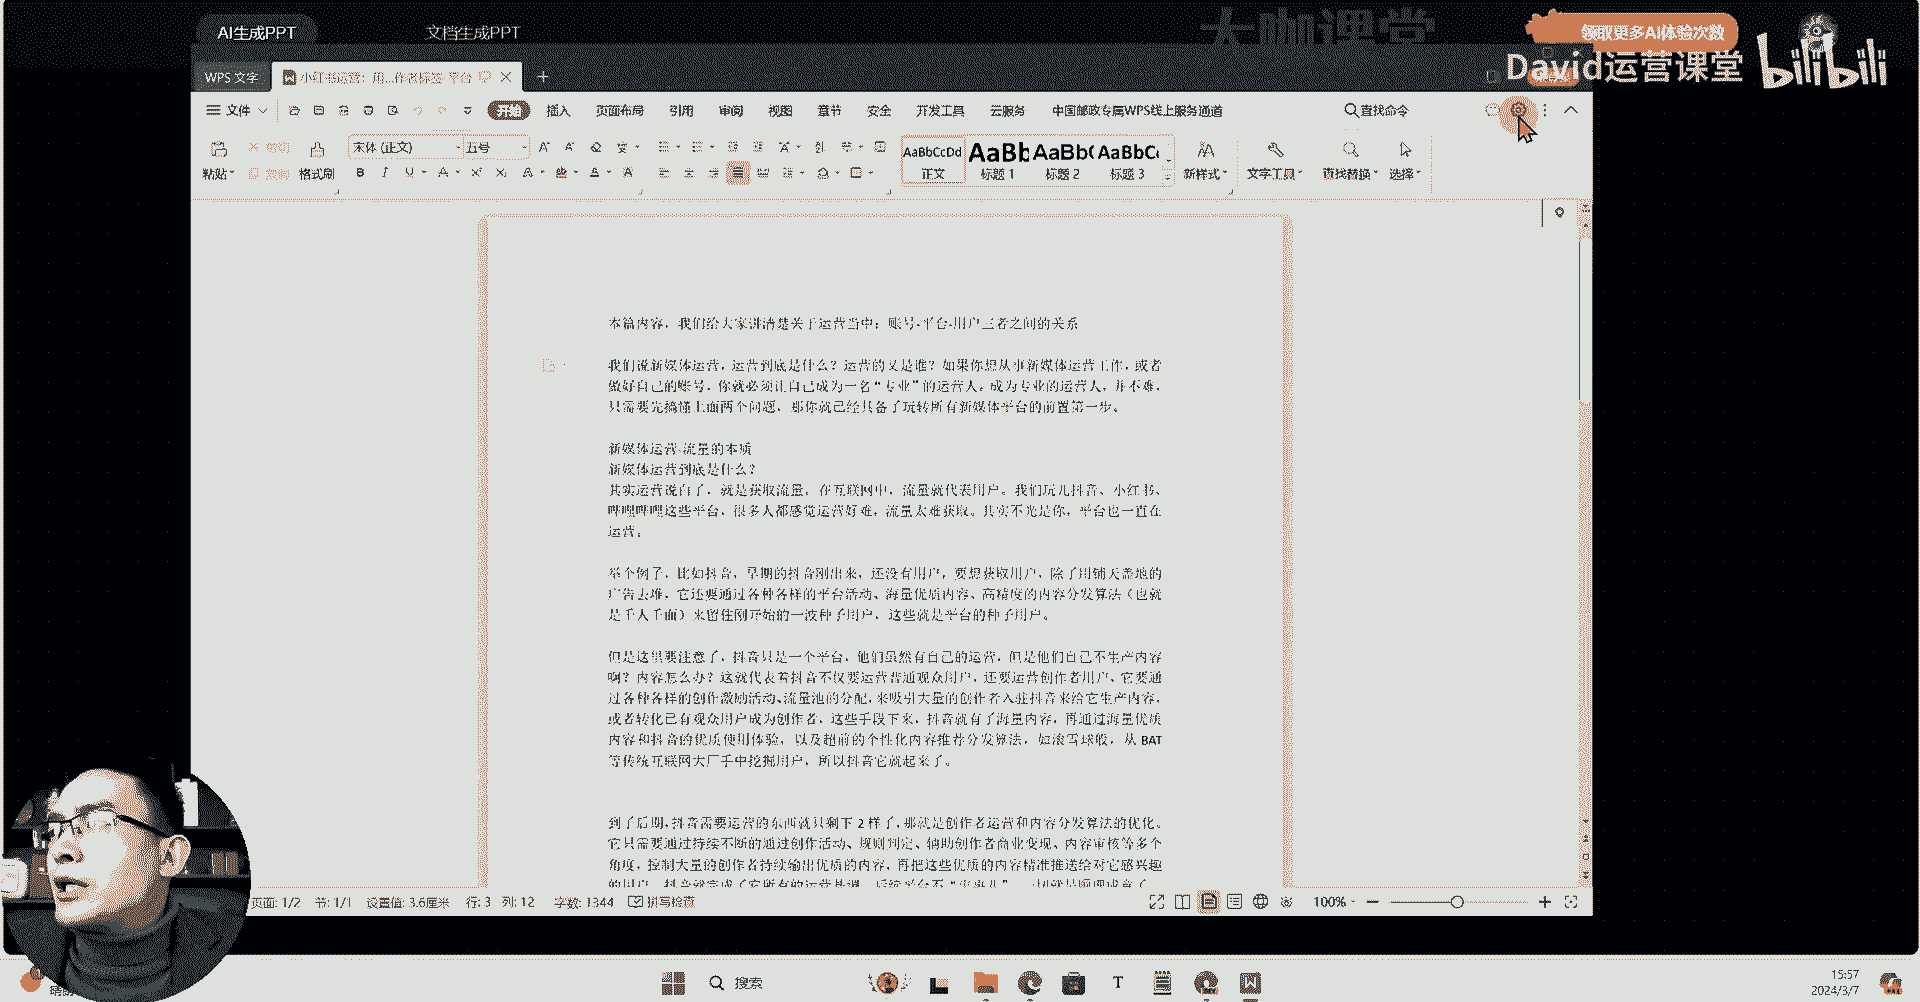 AI生成PPT 文档生成PPT
大咖课堂
领取更多AI体验次数
David运营课堂 bilibili
WPS 文字 小红书运营：用...作者标签-平台
文件 开始 插入 页面布局 引用 审阅 视图 章节 安全 开发工具 云服务 中国邮政专属WPS线上服务通道 查找命令
宋体 (正文) 五号 AaBbCcDd AaBb AaBb( AaBbC
粘贴 格式刷 正文 标题 1 标题 2 标题 3 新样式 文字工具 查找替换 选择
本篇内容，我们给大家讲清楚关于运营当中：账号-平台-用户三者之间的关系
我们说新媒体运营，运营到底是什么？运营的又是谁？如果你想从事新媒体运营工作，或者
做好自己的账号，你就必须让自己成为一名“专业”的运营人。成为专业的运营人，并不难，
只需要先搞懂上面两个问题，那你就已经具备了玩转所有新媒体平台的前置第一步。
新媒体运营-流量的本质
新媒体运营到底是什么？
其实运营说白了，就是获取流量，在互联网中，流量就代表用户。我们玩儿抖音、小红书、
哔哩哔哩这些平台，很多人都感觉运营好难，流量太难获取。其实不光是你，平台也一直在
运营。
举个例子，比如抖音，早期的抖音刚出来，还没有用户，要想获取用户，除了用铺天盖地的
广告去堆，它还要通过各种各样的平台活动、海量优质内容、高精度的内容分发算法（也就
是千人千面）来留住刚开始的一波种子用户，这些就是平台的种子用户。
但是这里要注意了，抖音只是一个平台，他们虽然有自己的运营，但是他们自己不生产内容
啊？内容怎么办？这就代表着抖音不仅要运营普通观众用户，还要运营创作者用户，它要通
过各种各样的创作激励活动、流量池的分配，来吸引大量的创作者入驻抖音来给它生产内容，
或者转化已有观众用户成为创作者，这些手段下来，抖音就有了海量内容，再通过海量优质
内容和抖音的优质使用体验，以及超前的个性化内容推荐分发算法，如滚雪球般，从 BAT
等传统互联网大厂手中挖掘用户，所以抖音它就起来了。
到了后期，抖音需要运营的东西就只剩下 2 样了，那就是创作者运营和内容分发算法的优化。
它只需要通过持续不断的通过创作活动、规则判定、辅助创作者商业变现、内容审核等多个
角度，控制大量的创作者持续输出优质的内容，再把这些优质的内容精准推送给对它感兴趣
的用户，抖音就完成了它所有的运营基调，后续平台不
页面: 1/2 节: 1/1 设置值: 3.6厘米 行: 3 列: 12 字数: 1344 拼写检查 100%
搜索
15:57
2024/3/7